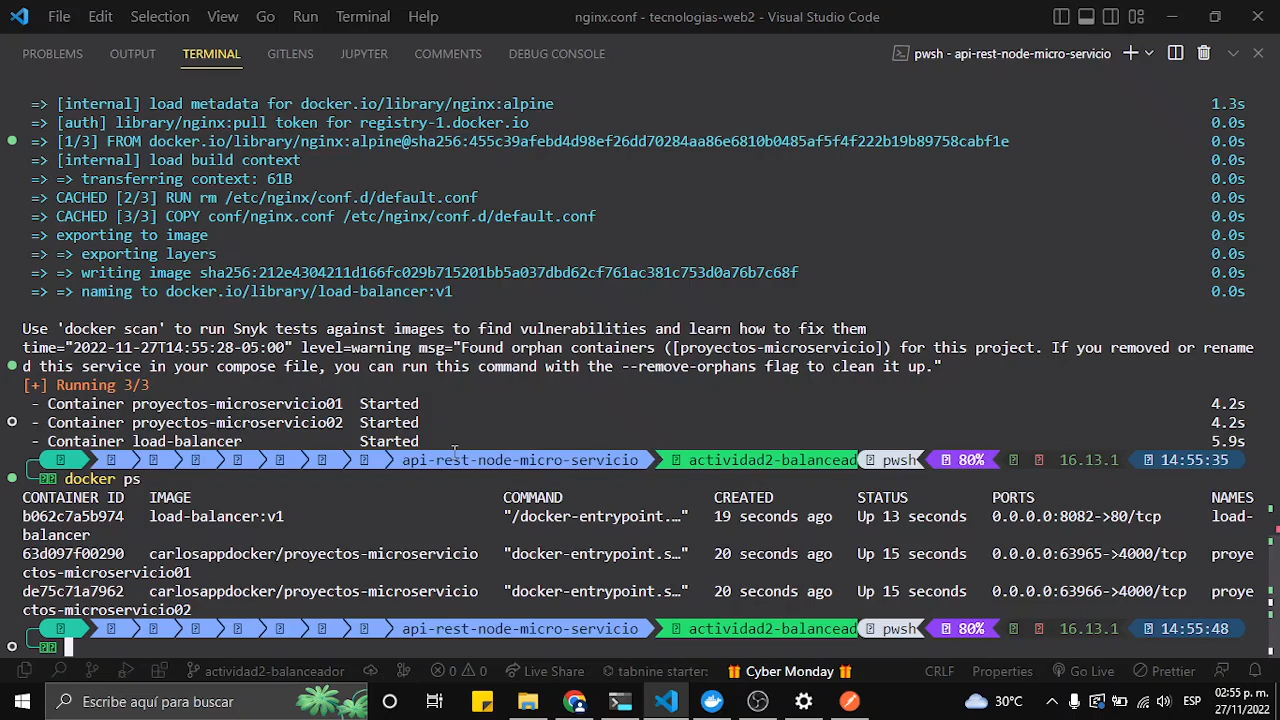 File Edit Selection View Go Run Terminal Help nginx.conf - tecnologias-web2 - Visual Studio Code
PROBLEMS OUTPUT TERMINAL GITLENS JUPYTER COMMENTS DEBUG CONSOLE pwsh - api-rest-node-micro-servicio
=> [internal] load metadata for docker.io/library/nginx:alpine 1.3s
=> [auth] library/nginx:pull token for registry-1.docker.io 0.0s
=> [1/3] FROM docker.io/library/nginx:alpine@sha256:455c39afebd4d98ef26dd70284aa86e6810b0485af5f4f222b19b89758cabf1e 0.0s
=> [internal] load build context 0.0s
=> => transferring context: 61B 0.0s
=> CACHED [2/3] RUN rm /etc/nginx/conf.d/default.conf 0.0s
=> CACHED [3/3] COPY conf/nginx.conf /etc/nginx/conf.d/default.conf 0.0s
=> exporting to image 0.0s
=> => exporting layers 0.0s
=> => writing image sha256:212e4304211d166fc029b715201bb5a037dbd62cf761ac381c753d0a76b7c68f 0.0s
=> => naming to docker.io/library/load-balancer:v1 0.0s
Use 'docker scan' to run Snyk tests against images to find vulnerabilities and learn how to fix them
time="2022-11-27T14:55:28-05:00" level=warning msg="Found orphan containers ([proyectos-microservicio]) for this project. If you removed or rename
d this service in your compose file, you can run this command with the --remove-orphans flag to clean it up."
[+] Running 3/3
- Container proyectos-microservicio01 Started 4.2s
- Container proyectos-microservicio02 Started 4.2s
- Container load-balancer Started 5.9s
api-rest-node-micro-servicio actividad2-balancead pwsh 80% 16.13.1 14:55:35
docker ps
CONTAINER ID IMAGE COMMAND CREATED STATUS PORTS NAMES
b062c7a5b974 load-balancer:v1 "/docker-entrypoint.…" 19 seconds ago Up 13 seconds 0.0.0.0:8082->80/tcp load-
balancer
63d097f00290 carlosappdocker/proyectos-microservicio "docker-entrypoint.s…" 20 seconds ago Up 15 seconds 0.0.0.0:63965->4000/tcp proye
ctos-microservicio01
de75c71a7962 carlosappdocker/proyectos-microservicio "docker-entrypoint.s…" 20 seconds ago Up 15 seconds 0.0.0.0:63966->4000/tcp proye
ctos-microservicio02
api-rest-node-micro-servicio actividad2-balancead pwsh 80% 16.13.1 14:55:48
actividad2-balanceador 0 0 Live Share tabnine starter: Cyber Monday CRLF Properties Go Live Prettier
Escribe aquí para buscar 30°C ESP 02:55 p. m.
27/11/2022